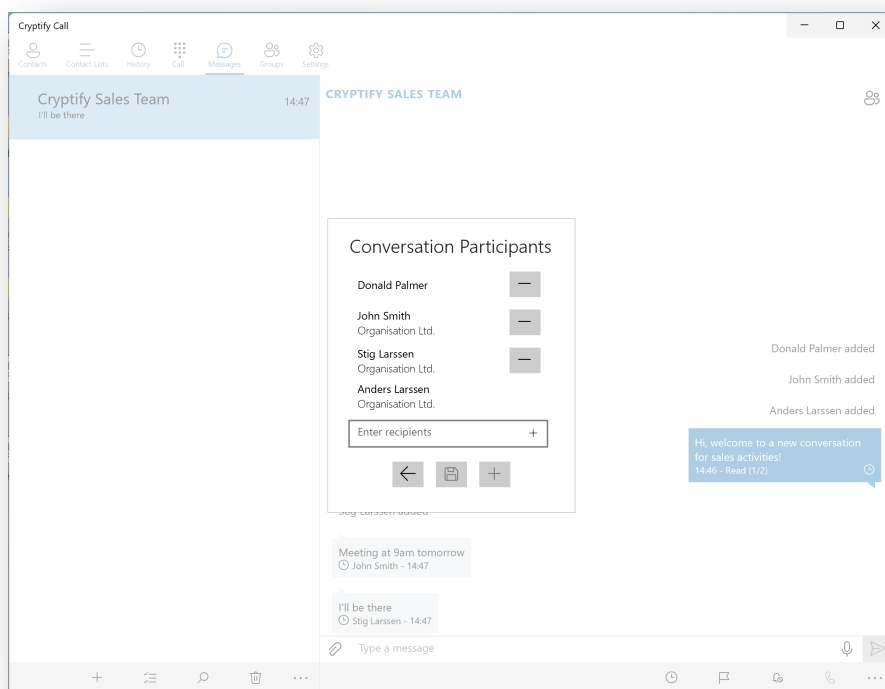 Cryptify Call
Contacts
Contact Lists
History
Call
Messages
Groups
Settings
Cryptify Sales Team
14:47
I'll be there
CRYPTIFY SALES TEAM
Conversation Participants
Donald Palmer
John Smith
Organisation Ltd.
Stig Larssen
Organisation Ltd.
Anders Larssen
Organisation Ltd.
Enter recipients
Donald Palmer added
John Smith added
Anders Larssen added
Hi, welcome to a new conversation
for sales activities!
14:46 - Read (1/2)
Stig Larssen added
Meeting at 9am tomorrow
John Smith - 14:47
I'll be there
Stig Larssen - 14:47
Type a message